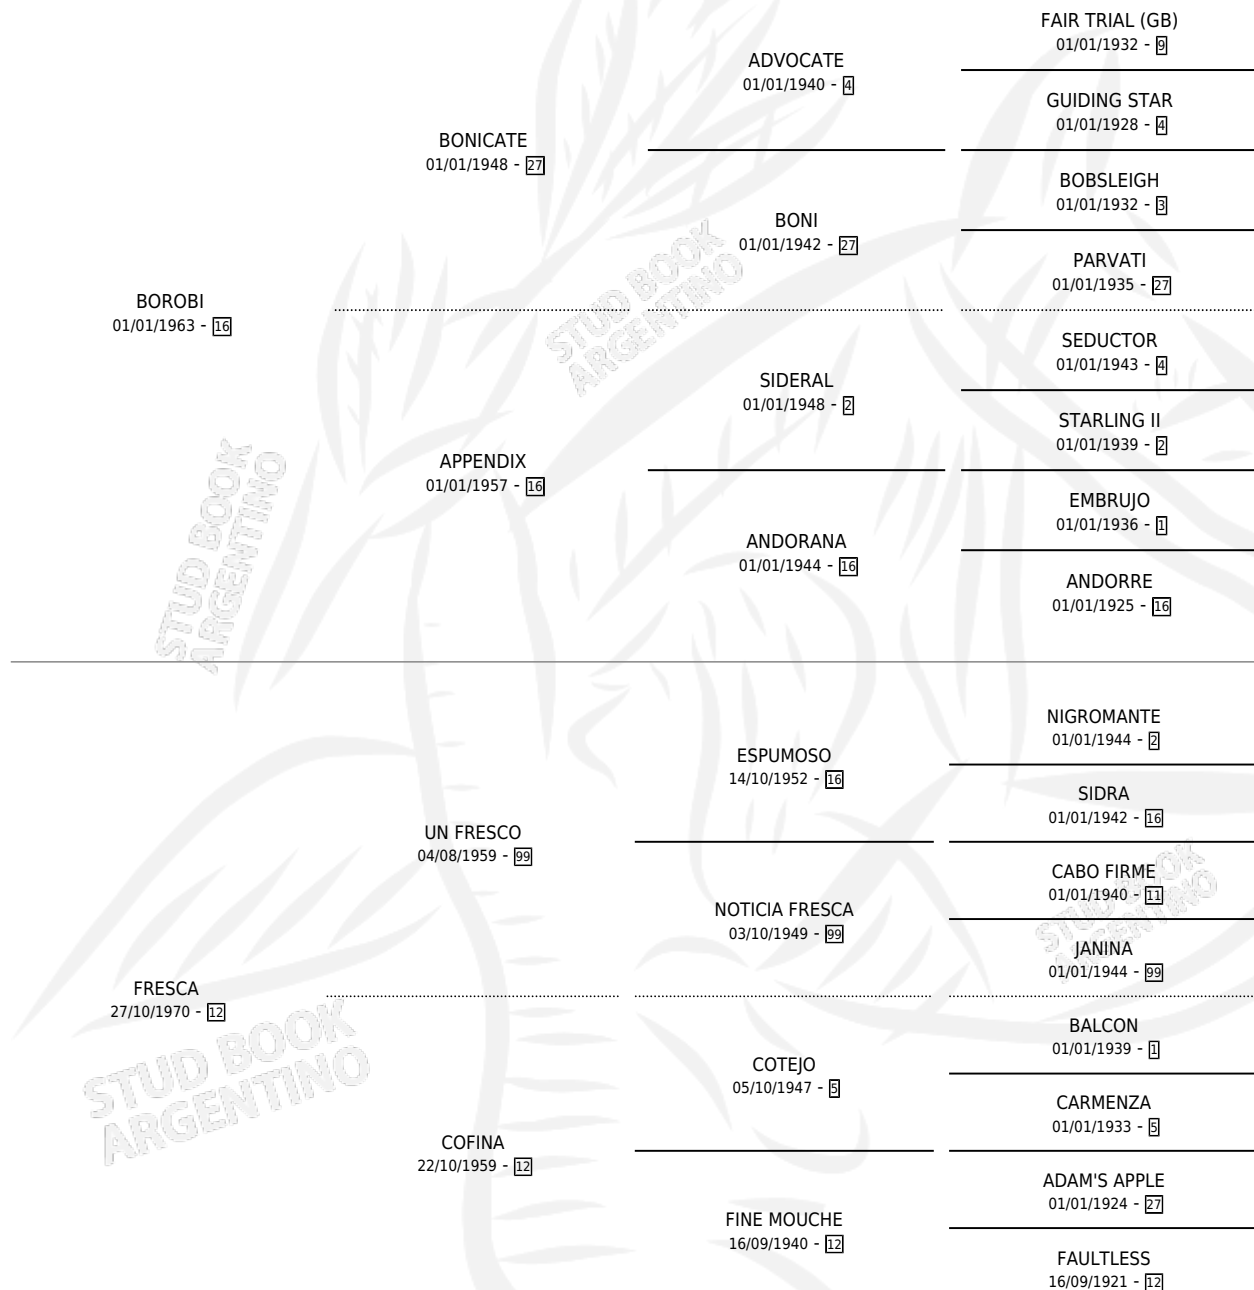 FAIR TRIAL (GB)
01/01/1932 - 9
ADVOCATE
01/01/1940 - 4
GUIDING STAR
01/01/1928 - 4
BONICATE
01/01/1948 - 27
BOBSLEIGH
01/01/1932 - 3
BONI
01/01/1942 - 27
PARVATI
01/01/1935 - 27
BOROBI
01/01/1963 - 16
SEDUCTOR
01/01/1943 - 4
SIDERAL
01/01/1948 - 2
STARLING II
01/01/1939 - 2
APPENDIX
01/01/1957 - 16
EMBRUJO
01/01/1936 - 1
ANDORANA
01/01/1944 - 16
ANDORRE
01/01/1925 - 16
NIGROMANTE
01/01/1944 - 2
ESPUMOSO
14/10/1952 - 16
SIDRA
01/01/1942 - 16
UN FRESCO
04/08/1959 - 99
CABO FIRME
01/01/1940 - 11
NOTICIA FRESCA
03/10/1949 - 99
JANINA
01/01/1944 - 99
FRESCA
27/10/1970 - 12
BALCON
01/01/1939 - 1
COTEJO
05/10/1947 - 5
CARMENZA
01/01/1933 - 5
COFINA
22/10/1959 - 12
ADAM'S APPLE
01/01/1924 - 27
FINE MOUCHE
16/09/1940 - 12
FAULTLESS
16/09/1921 - 12
STUD BOOK
ARGENTINO
STUD BOOK
ARGENTINO
STUD BOOK
ARGENTINO
STUD BOOK
ARGENTINO